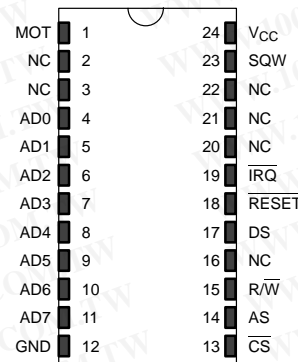 MOT 1 24 VCC
NC 2 23 SQW
NC 3 22 NC
AD0 4 21 NC
AD1 5 20 NC
AD2 6 19 IRQ
AD3 7 18 RESET
AD4 8 17 DS
AD5 9 16 NC
AD6 10 15 R/W
AD7 11 14 AS
GND 12 13 CS